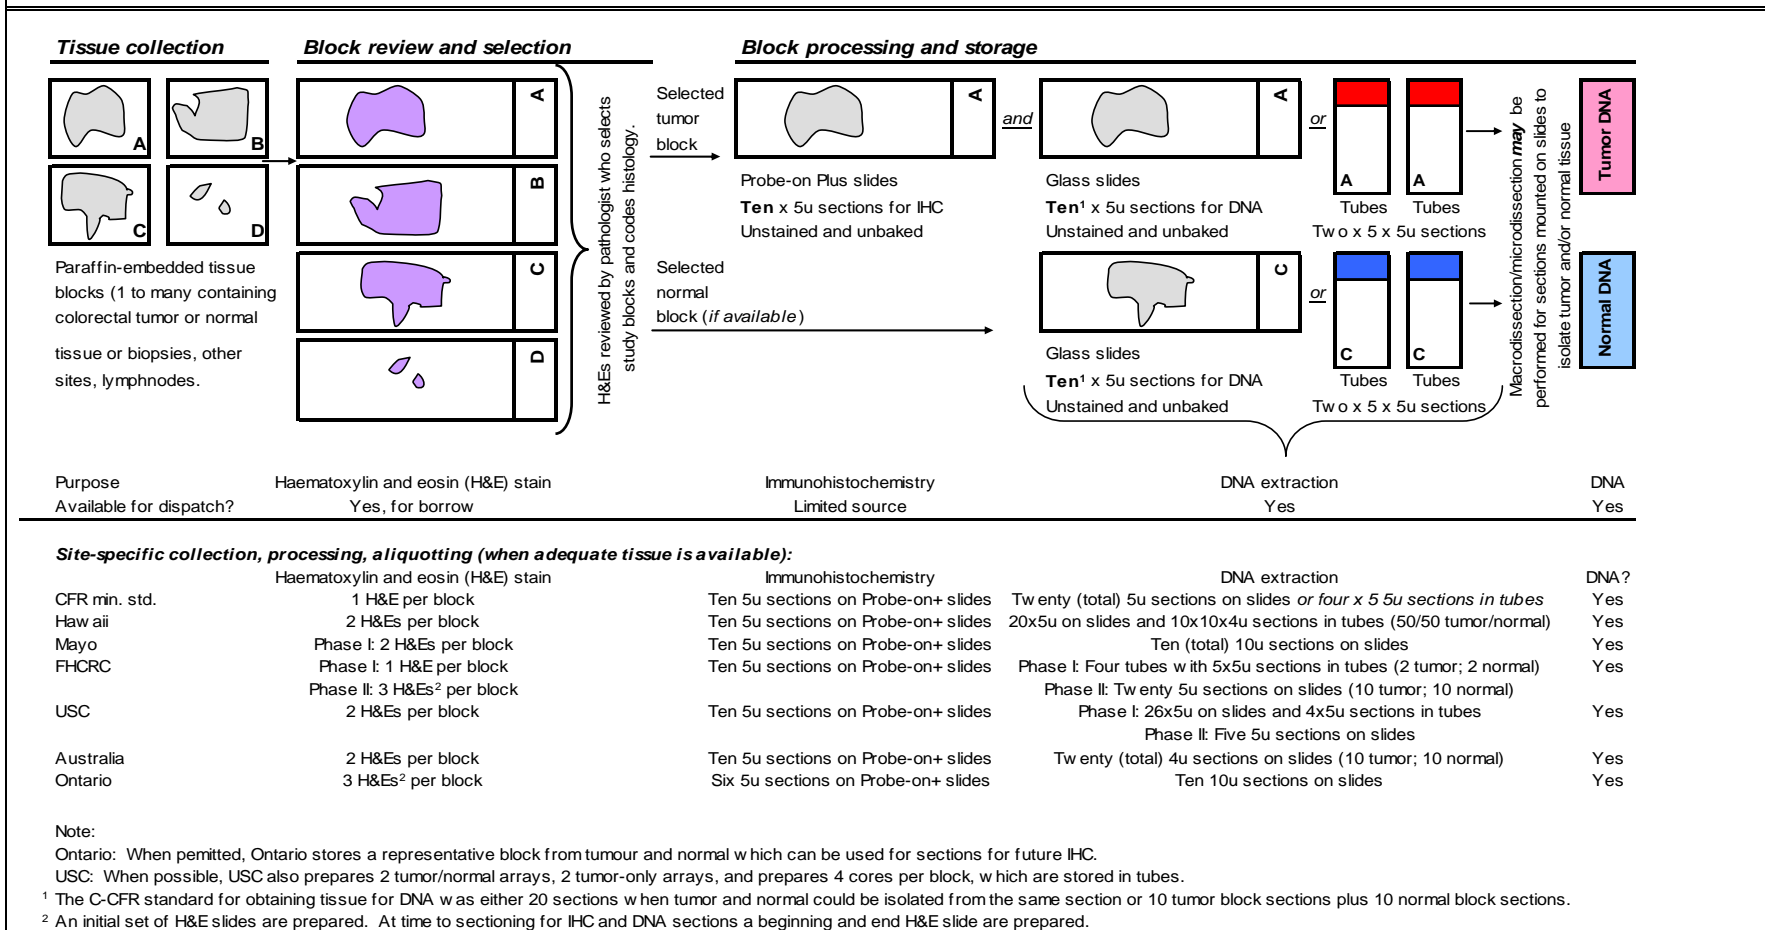 Tissue collection
Block review and selection
Block processing and storage
A
B
C
D
Paraffin-embedded tissue
blocks (1 to many containing
colorectal tumor or normal
tissue or biopsies, other
sites, lymphnodes.
A
B
C
D
H&Es reviewed by pathologist who selects
study blocks and codes histology.
Selected
tumor
block
A
Probe-on Plus slides
Ten x 5u sections for IHC
Unstained and unbaked
and
A
Glass slides
Ten¹ x 5u sections for DNA
Unstained and unbaked
or
A
A
Tubes
Tubes
Two x 5 x 5u sections
Selected
normal
block (if available)
C
Glass slides
Ten¹ x 5u sections for DNA
Unstained and unbaked
or
C
C
Tubes
Tubes
Two x 5 x 5u sections
Macrodissection/microdissection may be
performed for sections mounted on slides to
isolate tumor and/or normal tissue
Tumor DNA
Normal DNA
Purpose Haematoxylin and eosin (H&E) stain Immunohistochemistry DNA extraction DNA
Available for dispatch? Yes, for borrow Limited source Yes Yes
Site-specific collection, processing, aliquotting (when adequate tissue is available):
Haematoxylin and eosin (H&E) stain Immunohistochemistry DNA extraction DNA?
CFR min. std. 1 H&E per block Ten 5u sections on Probe-on+ slides Twenty (total) 5u sections on slides or four x 5 5u sections in tubes Yes
Hawaii 2 H&Es per block Ten 5u sections on Probe-on+ slides 20x5u on slides and 10x10x4u sections in tubes (50/50 tumor/normal) Yes
Mayo Phase I: 2 H&Es per block Ten 5u sections on Probe-on+ slides Ten (total) 10u sections on slides Yes
FHCRC Phase I: 1 H&E per block Ten 5u sections on Probe-on+ slides Phase I: Four tubes with 5x5u sections in tubes (2 tumor; 2 normal) Yes
Phase II: 3 H&Es² per block Phase II: Twenty 5u sections on slides (10 tumor; 10 normal)
USC 2 H&Es per block Ten 5u sections on Probe-on+ slides Phase I: 26x5u on slides and 4x5u sections in tubes Yes
Phase II: Five 5u sections on slides
Australia 2 H&Es per block Ten 5u sections on Probe-on+ slides Twenty (total) 4u sections on slides (10 tumor; 10 normal) Yes
Ontario 3 H&Es² per block Six 5u sections on Probe-on+ slides Ten 10u sections on slides Yes
Note:
Ontario: When pemitted, Ontario stores a representative block from tumour and normal which can be used for sections for future IHC.
USC: When possible, USC also prepares 2 tumor/normal arrays, 2 tumor-only arrays, and prepares 4 cores per block, which are stored in tubes.
¹ The C-CFR standard for obtaining tissue for DNA was either 20 sections when tumor and normal could be isolated from the same section or 10 tumor block sections plus 10 normal block sections.
² An initial set of H&E slides are prepared. At time to sectioning for IHC and DNA sections a beginning and end H&E slide are prepared.